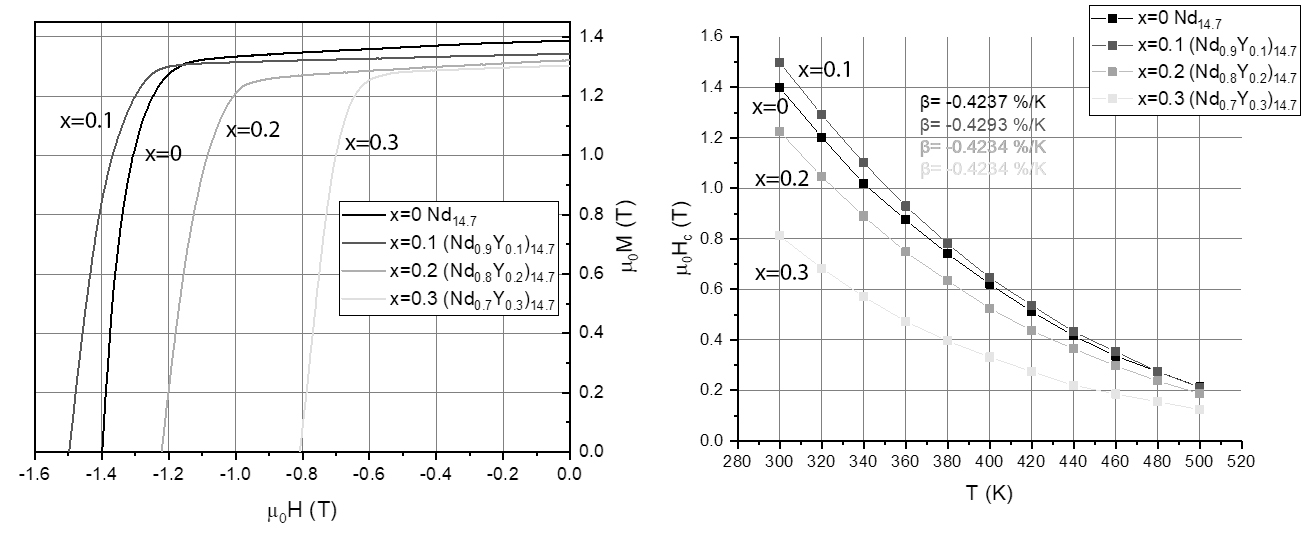 x=0.1
x=0
x=0.2
x=0.3
x=0 Nd14.7
x=0.1 (Nd0.9Y0.1)14.7
x=0.2 (Nd0.8Y0.2)14.7
x=0.3 (Nd0.7Y0.3)14.7
1.4
1.2
1.0
0.8
0.6
0.4
0.2
0.0
μ0M (T)
-1.6 -1.4 -1.2 -1.0 -0.8 -0.6 -0.4 -0.2 0.0
μ0H (T)
x=0 Nd14.7
x=0.1 (Nd0.9Y0.1)14.7
x=0.2 (Nd0.8Y0.2)14.7
x=0.3 (Nd0.7Y0.3)14.7
1.6
1.4
1.2
1.0
0.8
0.6
0.4
0.2
0.0
μ0Hc (T)
x=0.1
x=0
x=0.2
x=0.3
β= -0.4237 %/K
β= -0.4293 %/K
β= -0.4234 %/K
β= -0.4234 %/K
280 300 320 340 360 380 400 420 440 460 480 500 520
T (K)